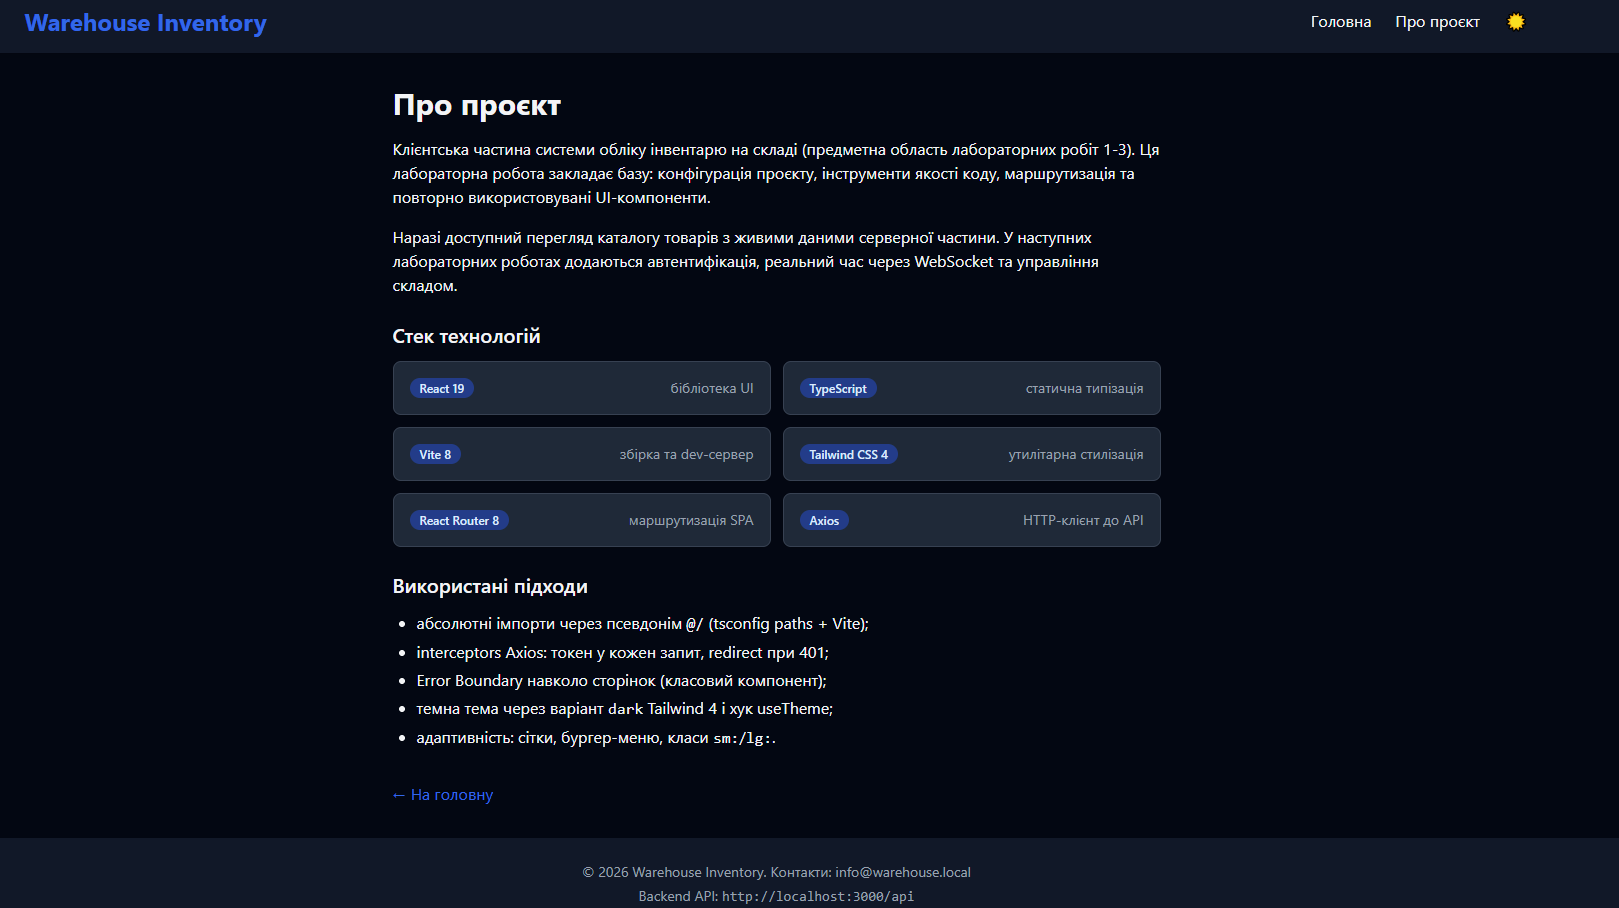 Warehouse Inventory
Головна
Про проєкт
Про проєкт
Клієнтська частина системи обліку інвентарю на складі (предметна область лабораторних робіт 1-3). Ця
лабораторна робота закладає базу: конфігурація проєкту, інструменти якості коду, маршрутизація та
повторно використовувані UI-компоненти.
Наразі доступний перегляд каталогу товарів з живими даними серверної частини. У наступних
лабораторних роботах додаються автентифікація, реальний час через WebSocket та управління
складом.
Стек технологій
React 19 бібліотека UI
TypeScript статична типізація
Vite 8 збірка та dev-сервер
Tailwind CSS 4 утилітарна стилізація
React Router 8 маршрутизація SPA
Axios HTTP-клієнт до API
Використані підходи
• абсолютні імпорти через псевдонім @/ (tsconfig paths + Vite);
• interceptors Axios: токен у кожен запит, redirect при 401;
• Error Boundary навколо сторінок (класовий компонент);
• темна тема через варіант dark Tailwind 4 і хук useTheme;
• адаптивність: сітки, бургер-меню, класи sm:/lg:.
← На головну
© 2026 Warehouse Inventory. Контакти: info@warehouse.local
Backend API: http://localhost:3000/api